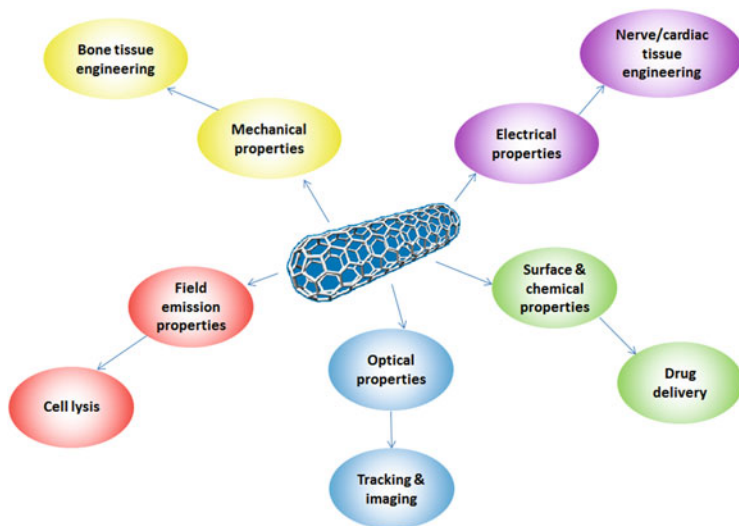 Bone tissue
engineering
Nerve/cardiac
tissue
engineering
Mechanical
properties
Electrical
properties
Field
emission
properties
Surface &
chemical
properties
Optical
properties
Cell lysis
Drug
delivery
Tracking &
imaging